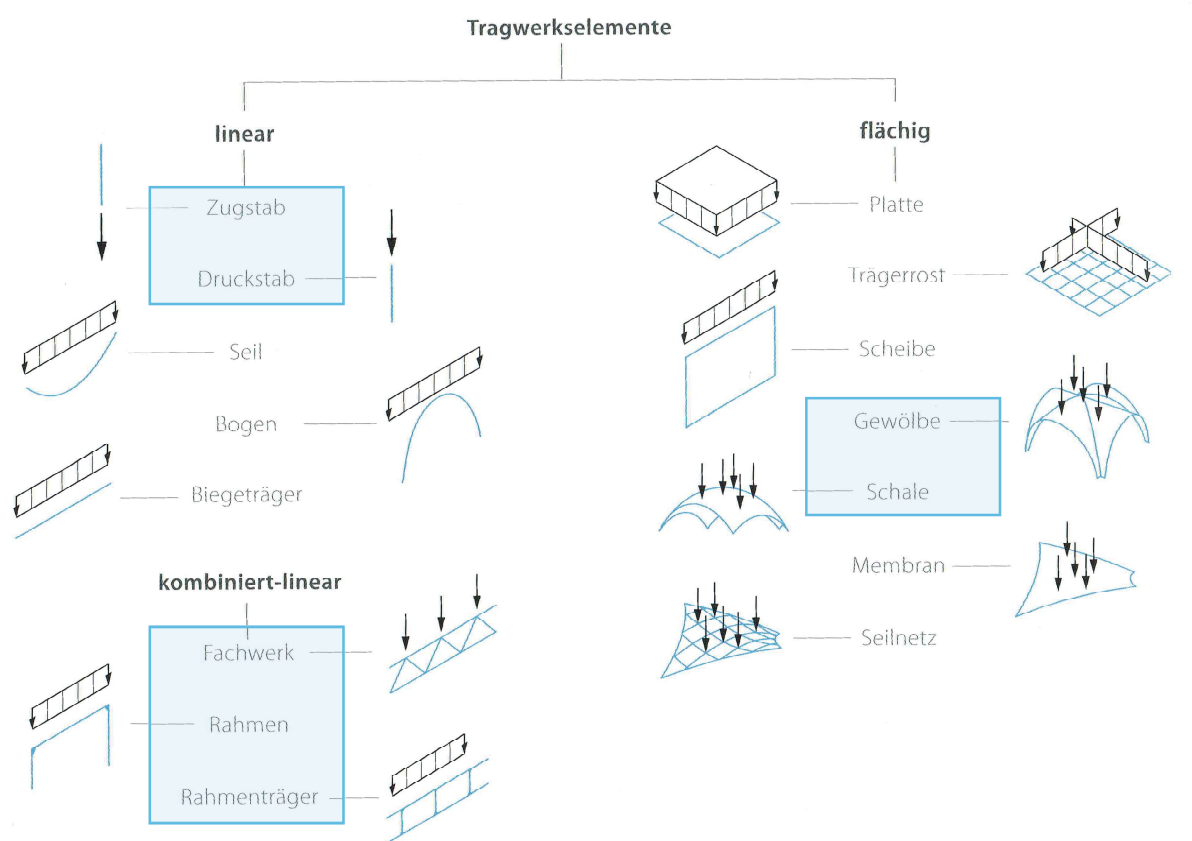 Tragwerkselemente
linear
Zugstab
Druckstab
Seil
Bogen
Biegeträger
kombiniert-linear
Fachwerk
Rahmen
Rahmenträger
flächig
Platte
Trägerrost
Scheibe
Gewölbe
Schale
Membran
Seilnetz